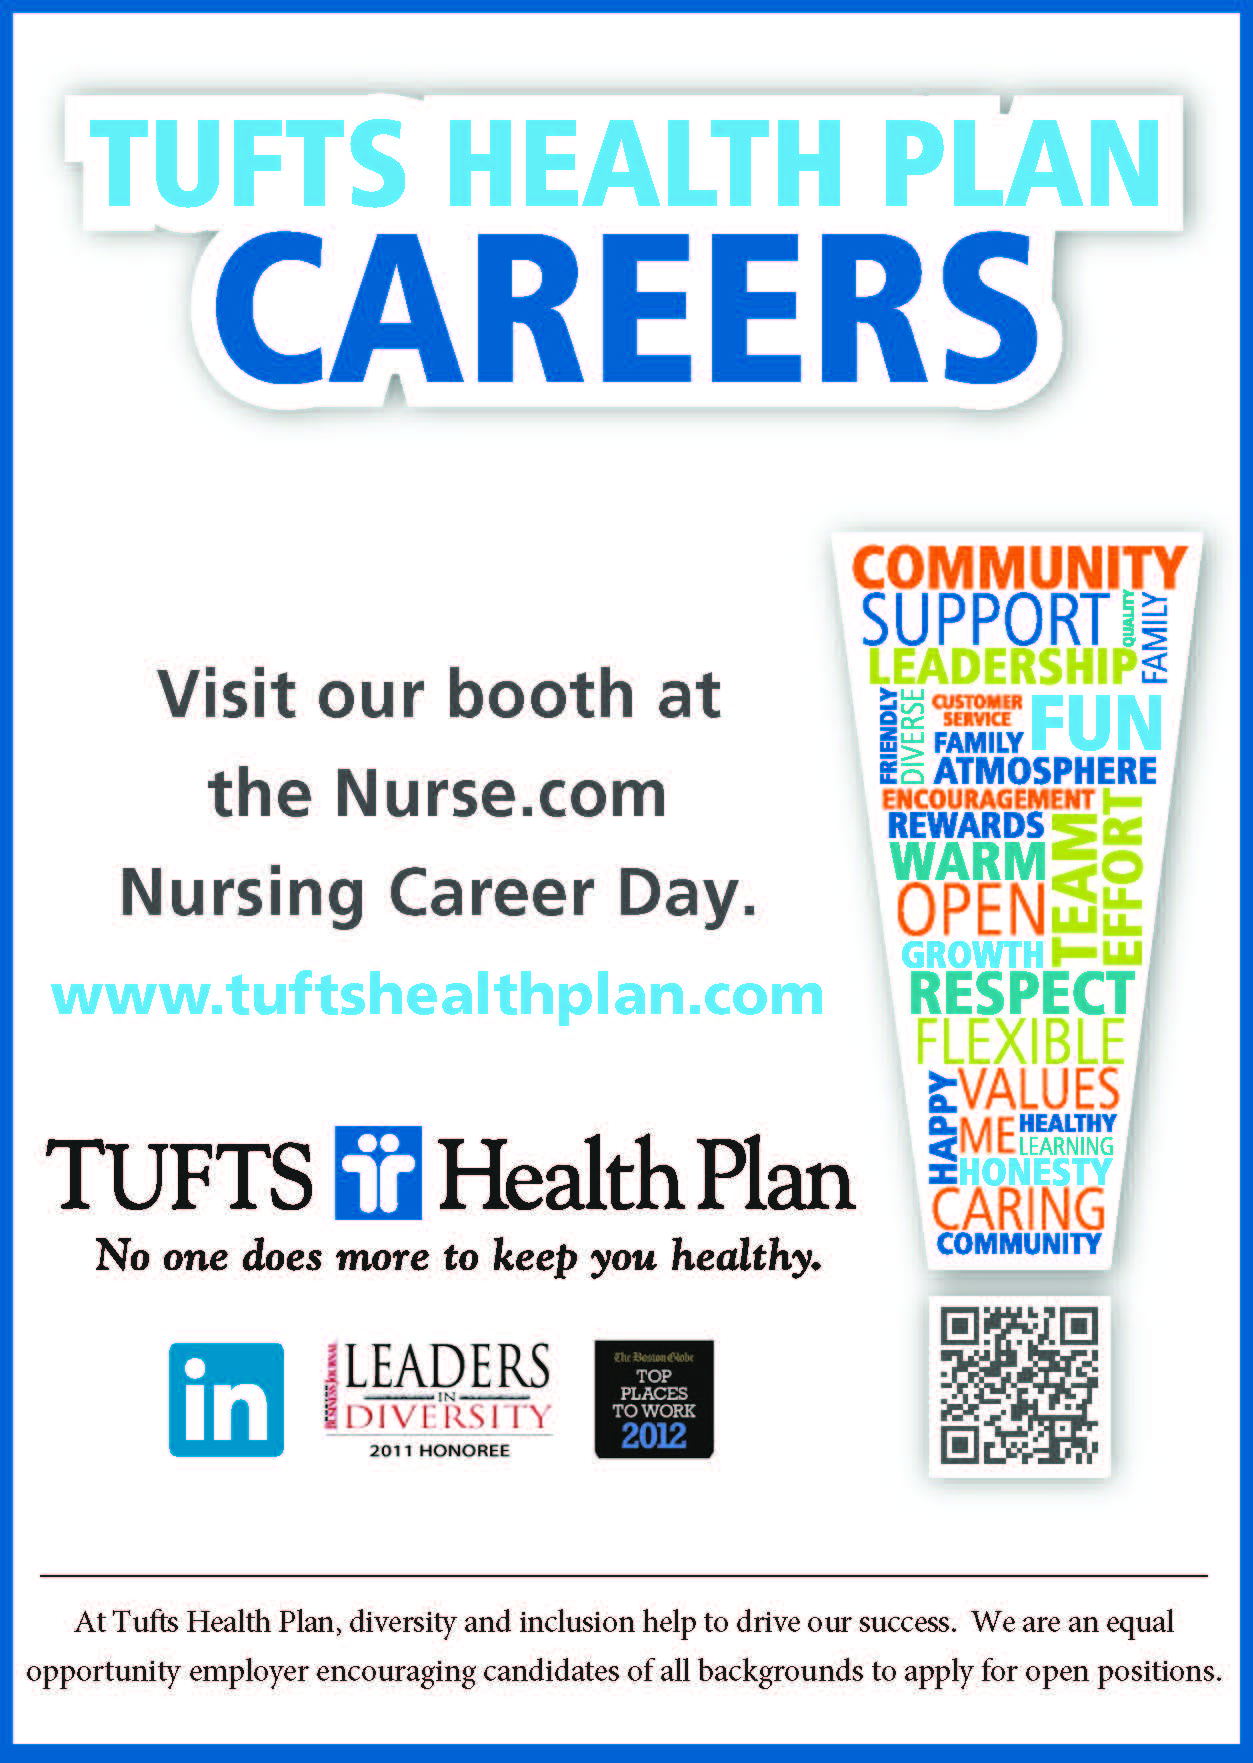 TUFTS HEALTH PLAN
CAREERS
Visit our booth at
the Nurse.com
Nursing Career Day.
www.tuftshealthplan.com
COMMUNITY
SUPPORT
QUALITY
FAMILY
LEADERSHIP
FRIENDLY
DIVERSE
CUSTOMER
SERVICE
FUN
FAMILY
ATMOSPHERE
ENCOURAGEMENT
REWARDS
TEAM
EFFORT
WARM
OPEN
GROWTH
RESPECT
FLEXIBLE
HAPPY
VALUES
ME
HEALTHY
LEARNING
HONESTY
CARING
COMMUNITY
TUFTS Health Plan
No one does more to keep you healthy.
in
BUSINESS JOURNAL
LEADERS
IN
DIVERSITY
2011 HONOREE
The Boston Globe
TOP
PLACES
TO WORK
2012
At Tufts Health Plan, diversity and inclusion help to drive our success.  We are an equal
opportunity employer encouraging candidates of all backgrounds to apply for open positions.